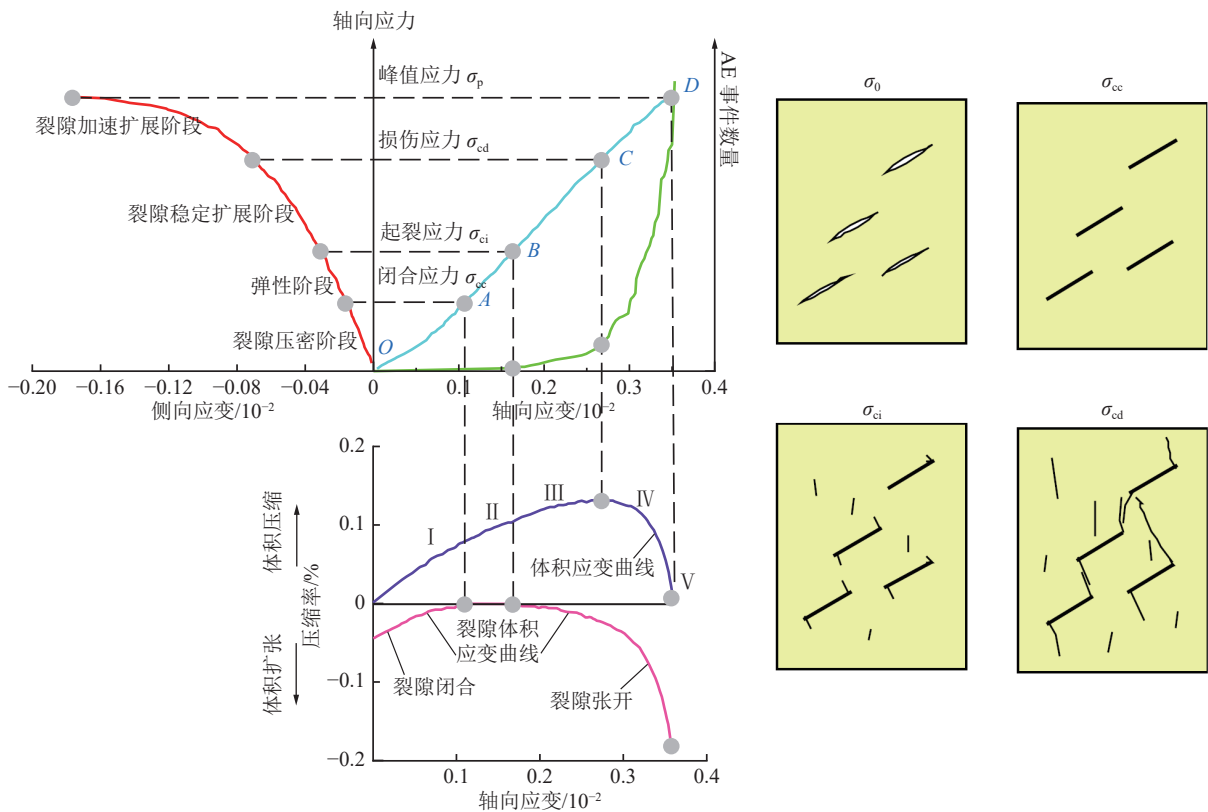 轴向应力
AE 事件数量
峰值应力 σp
D
裂隙加速扩展阶段
损伤应力 σcd
C
裂隙稳定扩展阶段
起裂应力 σci
B
弹性阶段
闭合应力 σcc
A
裂隙压密阶段
O
−0.20 −0.16 −0.12 −0.08 −0.04 0 0.1 0.2 0.3 0.4
侧向应变/10⁻²
轴向应变/10⁻²
0.2
0.1
0
−0.1
−0.2
体积压缩
体积扩张
压缩率/%
I
II
III
IV
V
体积应变曲线
裂隙体积
应变曲线
裂隙闭合
裂隙张开
0.1 0.2 0.3 0.4
轴向应变/10⁻²
σ0
σcc
σci
σcd